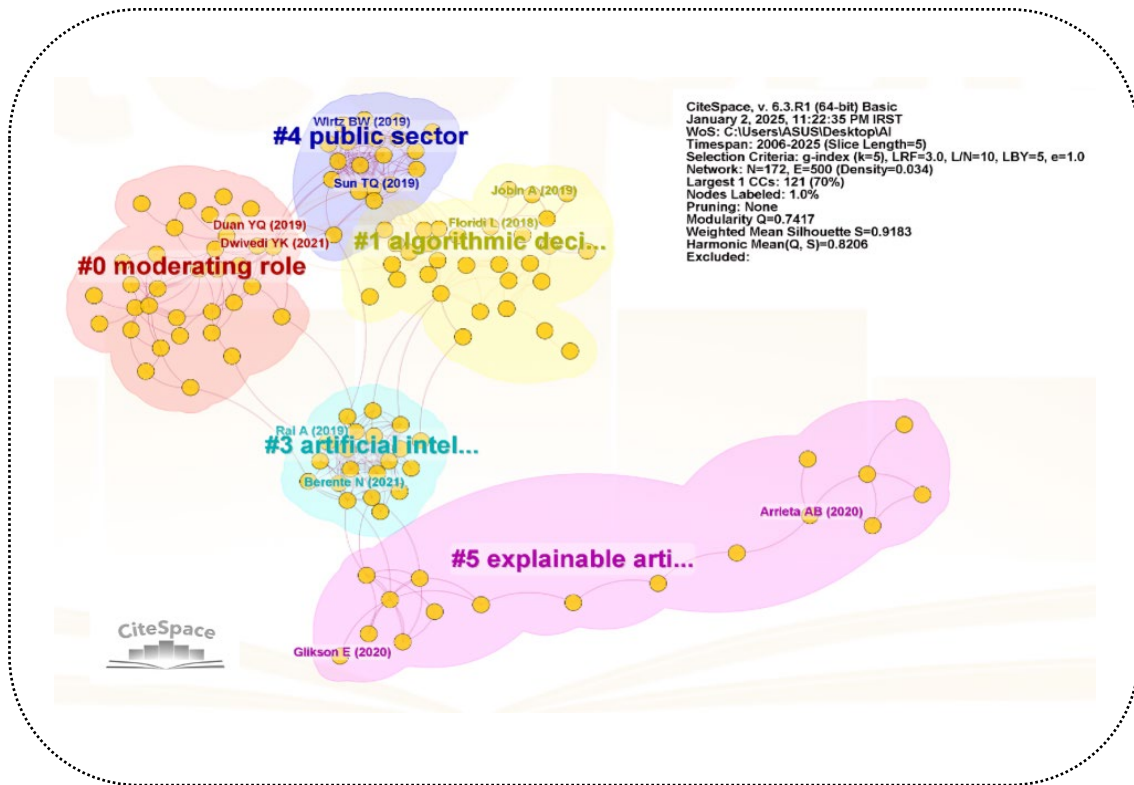 CiteSpace, v. 6.3.R1 (64-bit) Basic
January 2, 2025, 11:22:35 PM IRST
WoS: C:\Users\ASUS\Desktop\AI
Timespan: 2006-2025 (Slice Length=5)
Selection Criteria: g-index (k=5), LRF=3.0, L/N=10, LBY=5, e=1.0
Network: N=172, E=500 (Density=0.034)
Largest 1 CCs: 121 (70%)
Nodes Labeled: 1.0%
Pruning: None
Modularity Q=0.7417
Weighted Mean Silhouette S=0.9183
Harmonic Mean(Q, S)=0.8206
Excluded:
Wirtz BW (2019)
#4 public sector
Sun TQ (2019)
Jobin A (2019)
Floridi L (2018)
#1 algorithmic deci...
Duan YQ (2019)
Dwivedi YK (2021)
#0 moderating role
Rai A (2019)
#3 artificial intel...
Berente N (2021)
Arrieta AB (2020)
#5 explainable arti...
Glikson E (2020)
CiteSpace